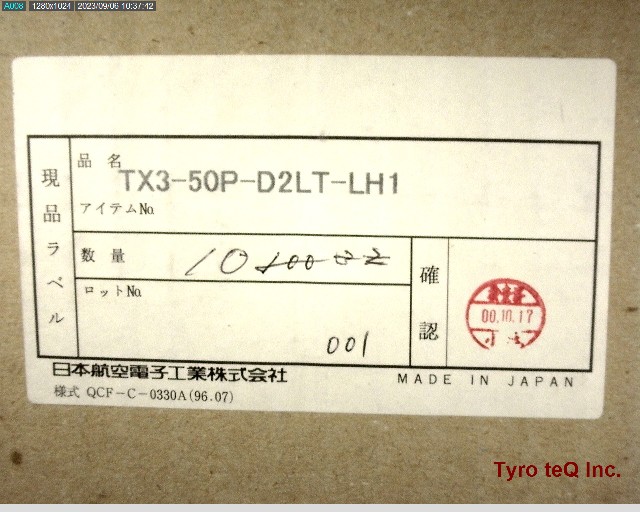 A008 1280x1024 2023/09/06 10:37:42
現品ラベル
品名
TX3-50P-D2LT-LH1
アイテムNo.
数量 10
ロットNo.
001
確認
00.10.17
日本航空電子工業株式会社
MADE IN JAPAN
様式 QCF-C-0330A(96.07)
Tyro teQ Inc.